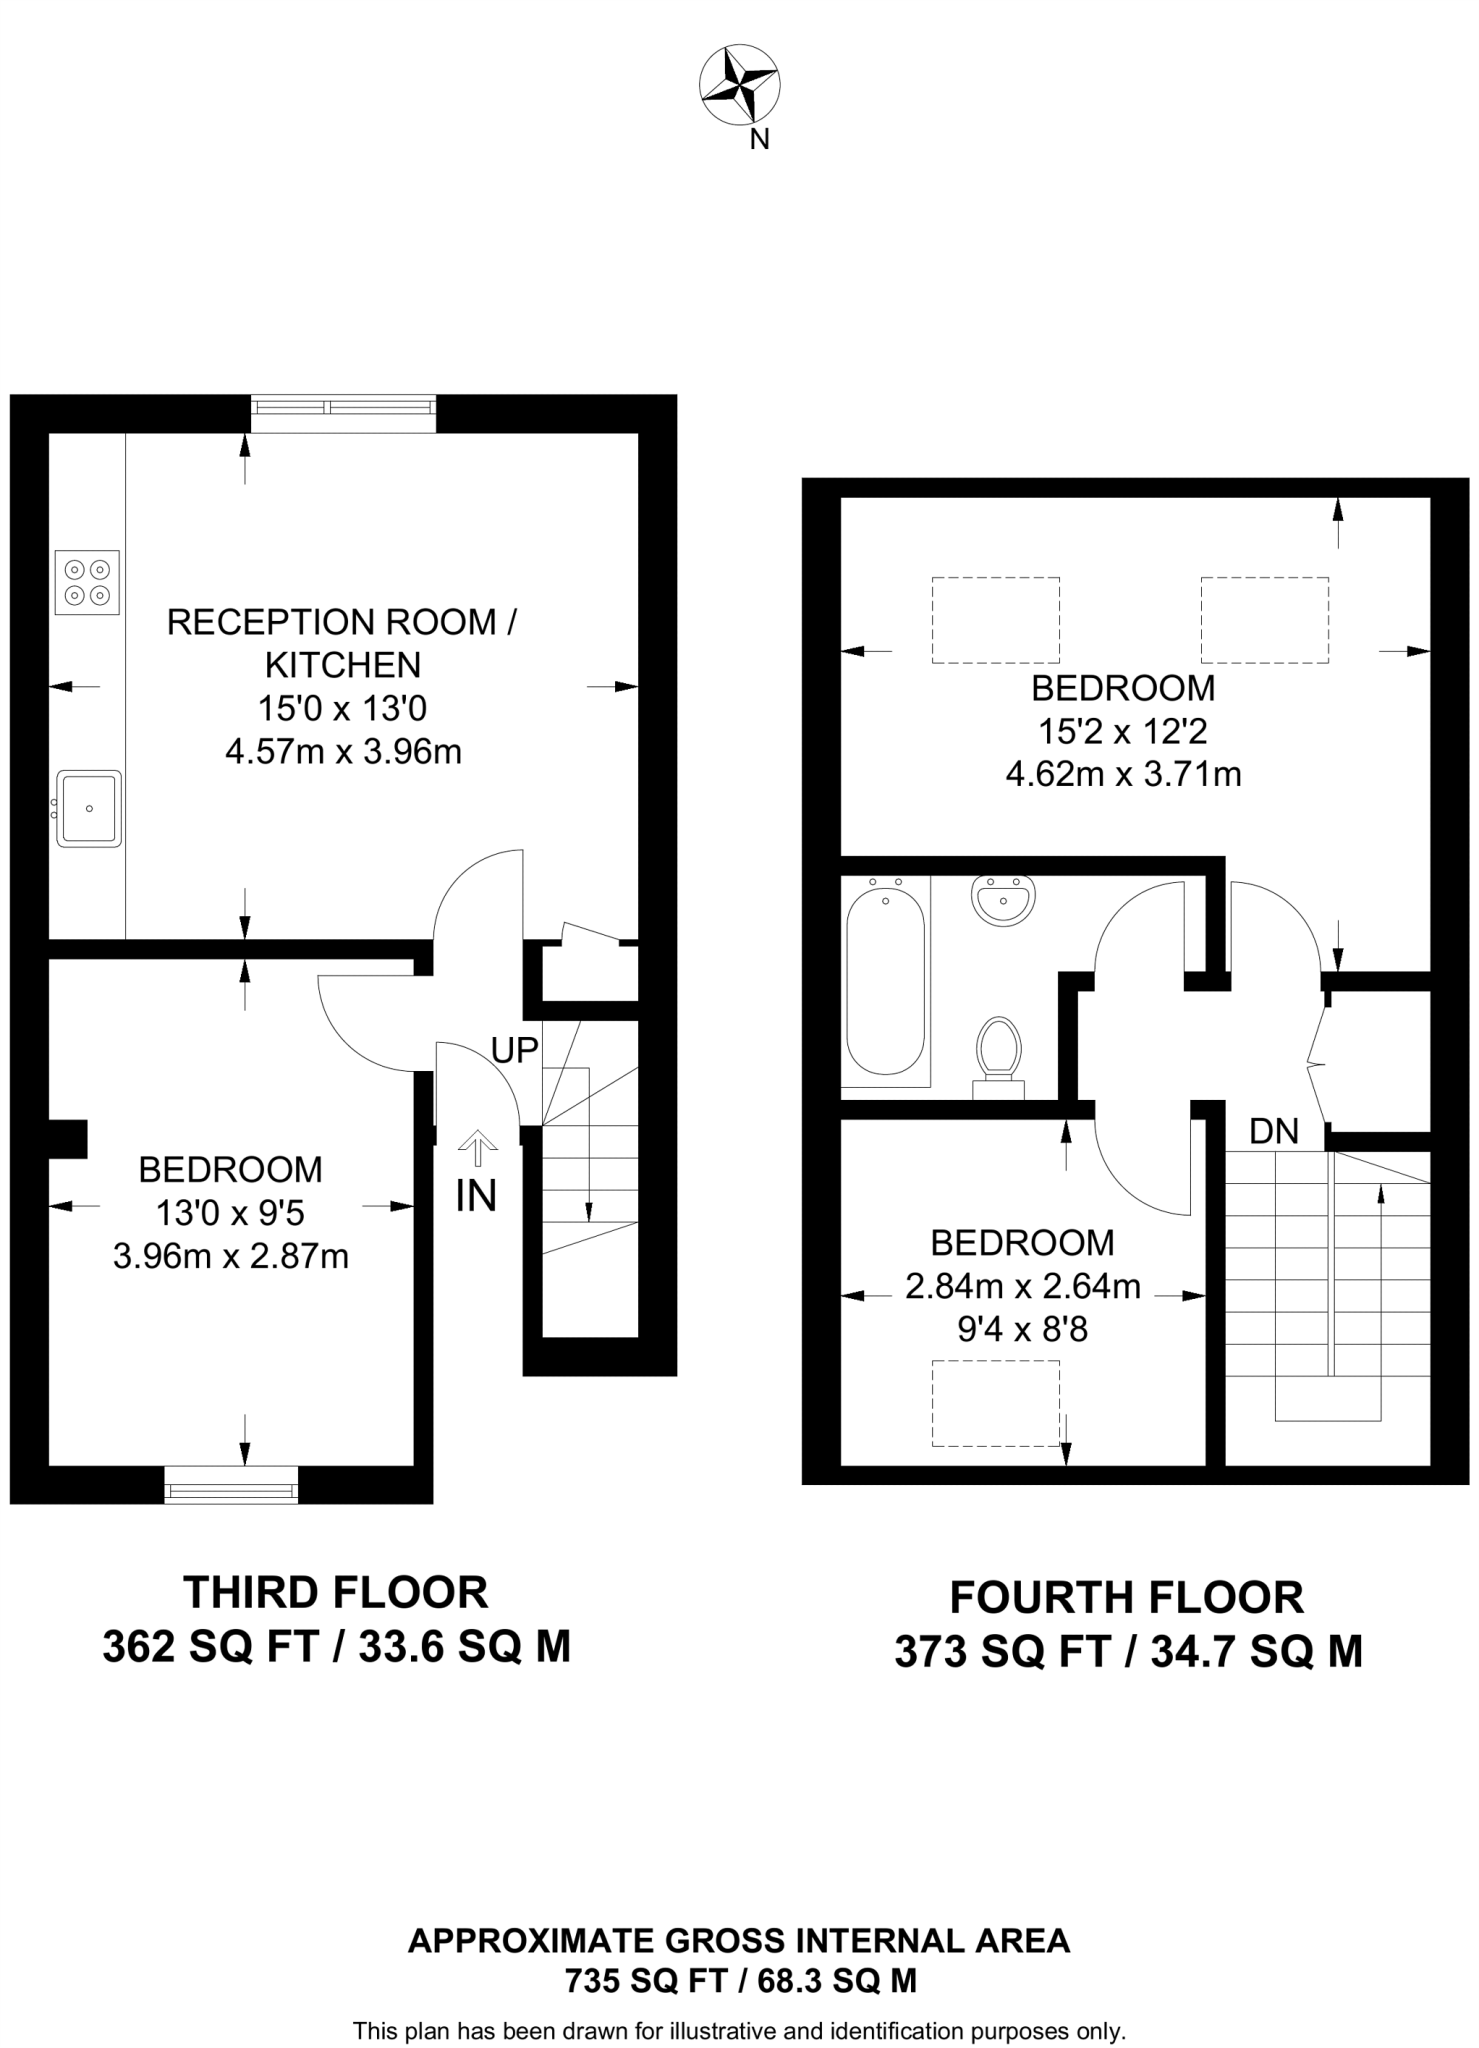 N
RECEPTION ROOM /
KITCHEN
15'0 x 13'0
4.57m x 3.96m
UP
IN
BEDROOM
13'0 x 9'5
3.96m x 2.87m
THIRD FLOOR
362 SQ FT / 33.6 SQ M
BEDROOM
15'2 x 12'2
4.62m x 3.71m
DN
BEDROOM
2.84m x 2.64m
9'4 x 8'8
FOURTH FLOOR
373 SQ FT / 34.7 SQ M
APPROXIMATE GROSS INTERNAL AREA
735 SQ FT / 68.3 SQ M
This plan has been drawn for illustrative and identification purposes only.